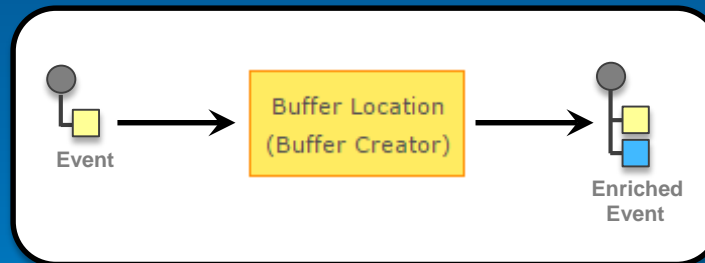 Event
Buffer Location
(Buffer Creator)
Enriched
Event